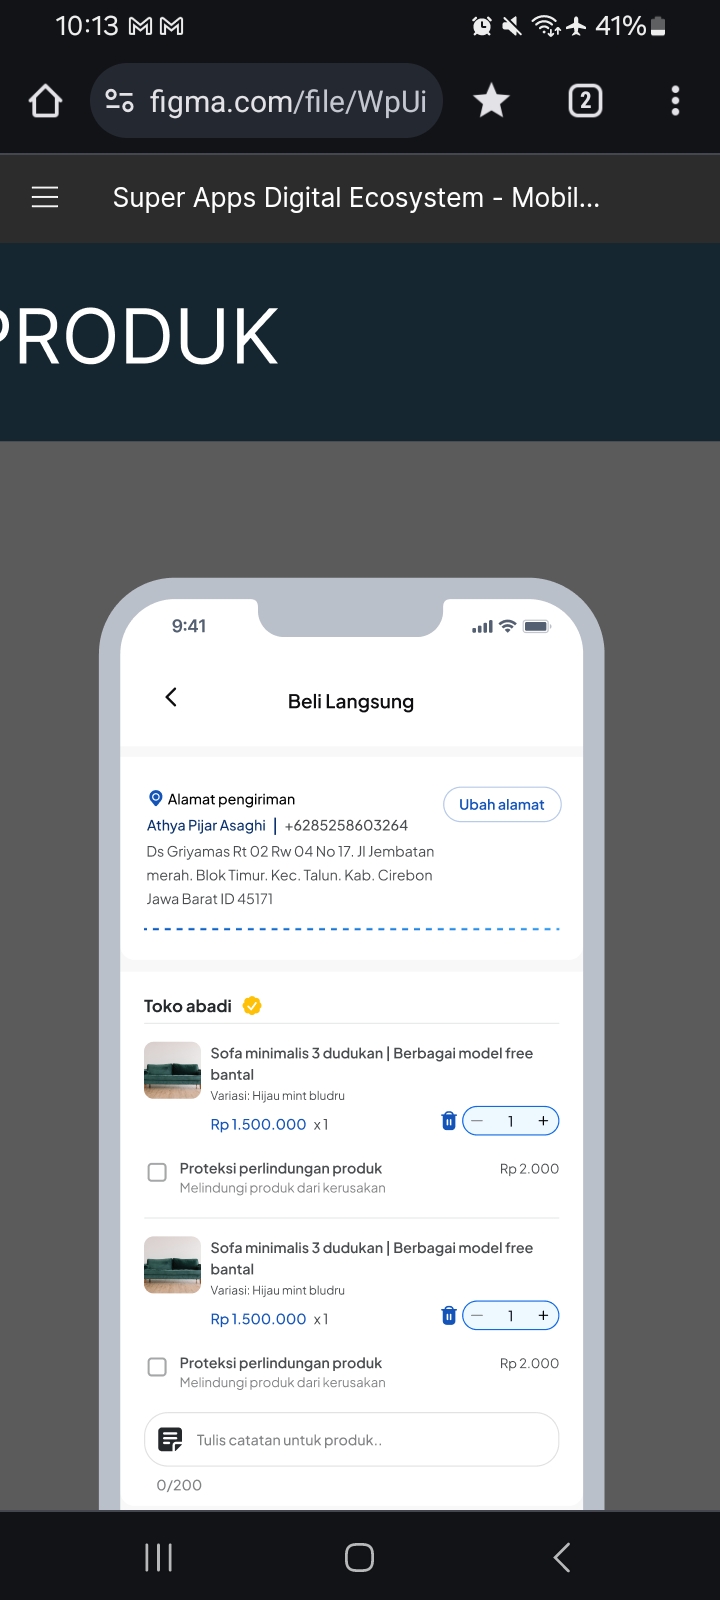 10:13
41%
figma.com/file/WpUi
2
Super Apps Digital Ecosystem - Mobil...
PRODUK
9:41
Beli Langsung
Alamat pengiriman
Ubah alamat
Athya Pijar Asaghi | +6285258603264
Ds Griyamas Rt 02 Rw 04 No 17. Jl Jembatan
merah. Blok Timur. Kec. Talun. Kab. Cirebon
Jawa Barat ID 45171
Toko abadi
Sofa minimalis 3 dudukan | Berbagai model free
bantal
Variasi: Hijau mint bludru
Rp 1.500.000 x 1
− 1 +
Proteksi perlindungan produk Rp 2.000
Melindungi produk dari kerusakan
Sofa minimalis 3 dudukan | Berbagai model free
bantal
Variasi: Hijau mint bludru
Rp 1.500.000 x 1
− 1 +
Proteksi perlindungan produk Rp 2.000
Melindungi produk dari kerusakan
Tulis catatan untuk produk..
0/200